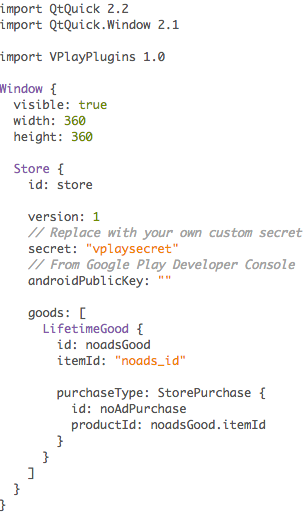 import QtQuick 2.2
import QtQuick.Window 2.1
import VPlayPlugins 1.0
Window {
visible: true
width: 360
height: 360
Store {
id: store
version: 1
// Replace with your own custom secret
secret: "vplaysecret"
// From Google Play Developer Console
androidPublicKey: ""
goods: [
LifetimeGood {
id: noadsGood
itemId: "noads_id"
purchaseType: StorePurchase {
id: noAdPurchase
productId: noadsGood.itemId
}
}
]
}
}